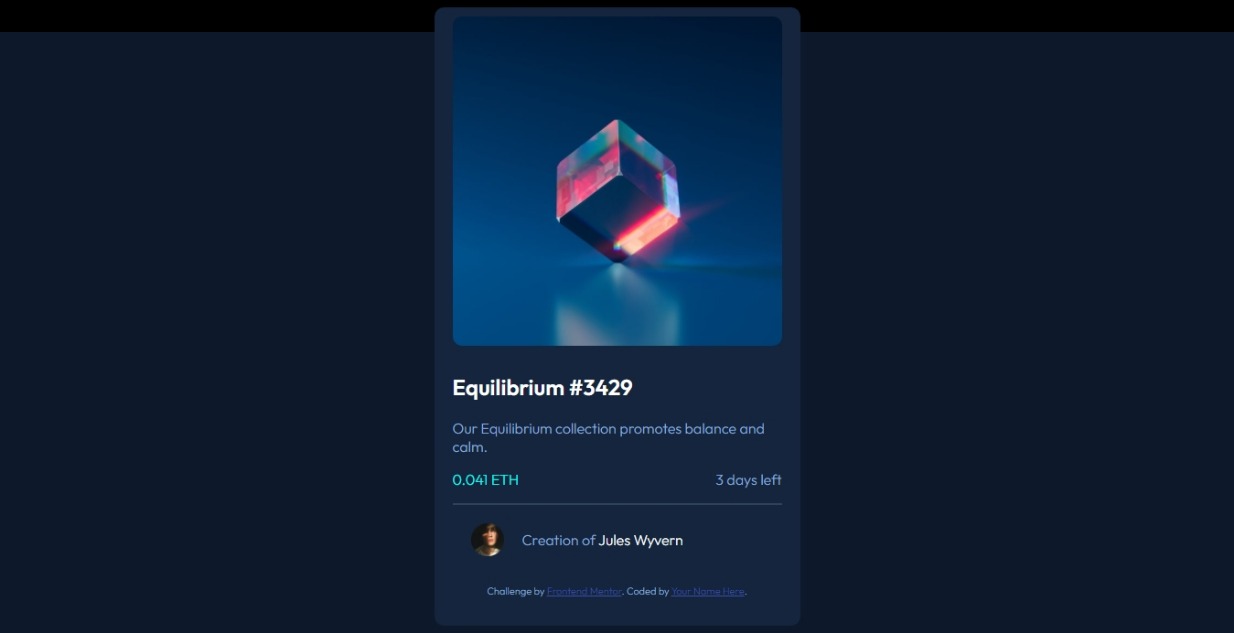 Equilibrium #3429
Our Equilibrium collection promotes balance and
calm.
0.041 ETH
3 days left
Creation of Jules Wyvern
Challenge by Frontend Mentor. Coded by Your Name Here.